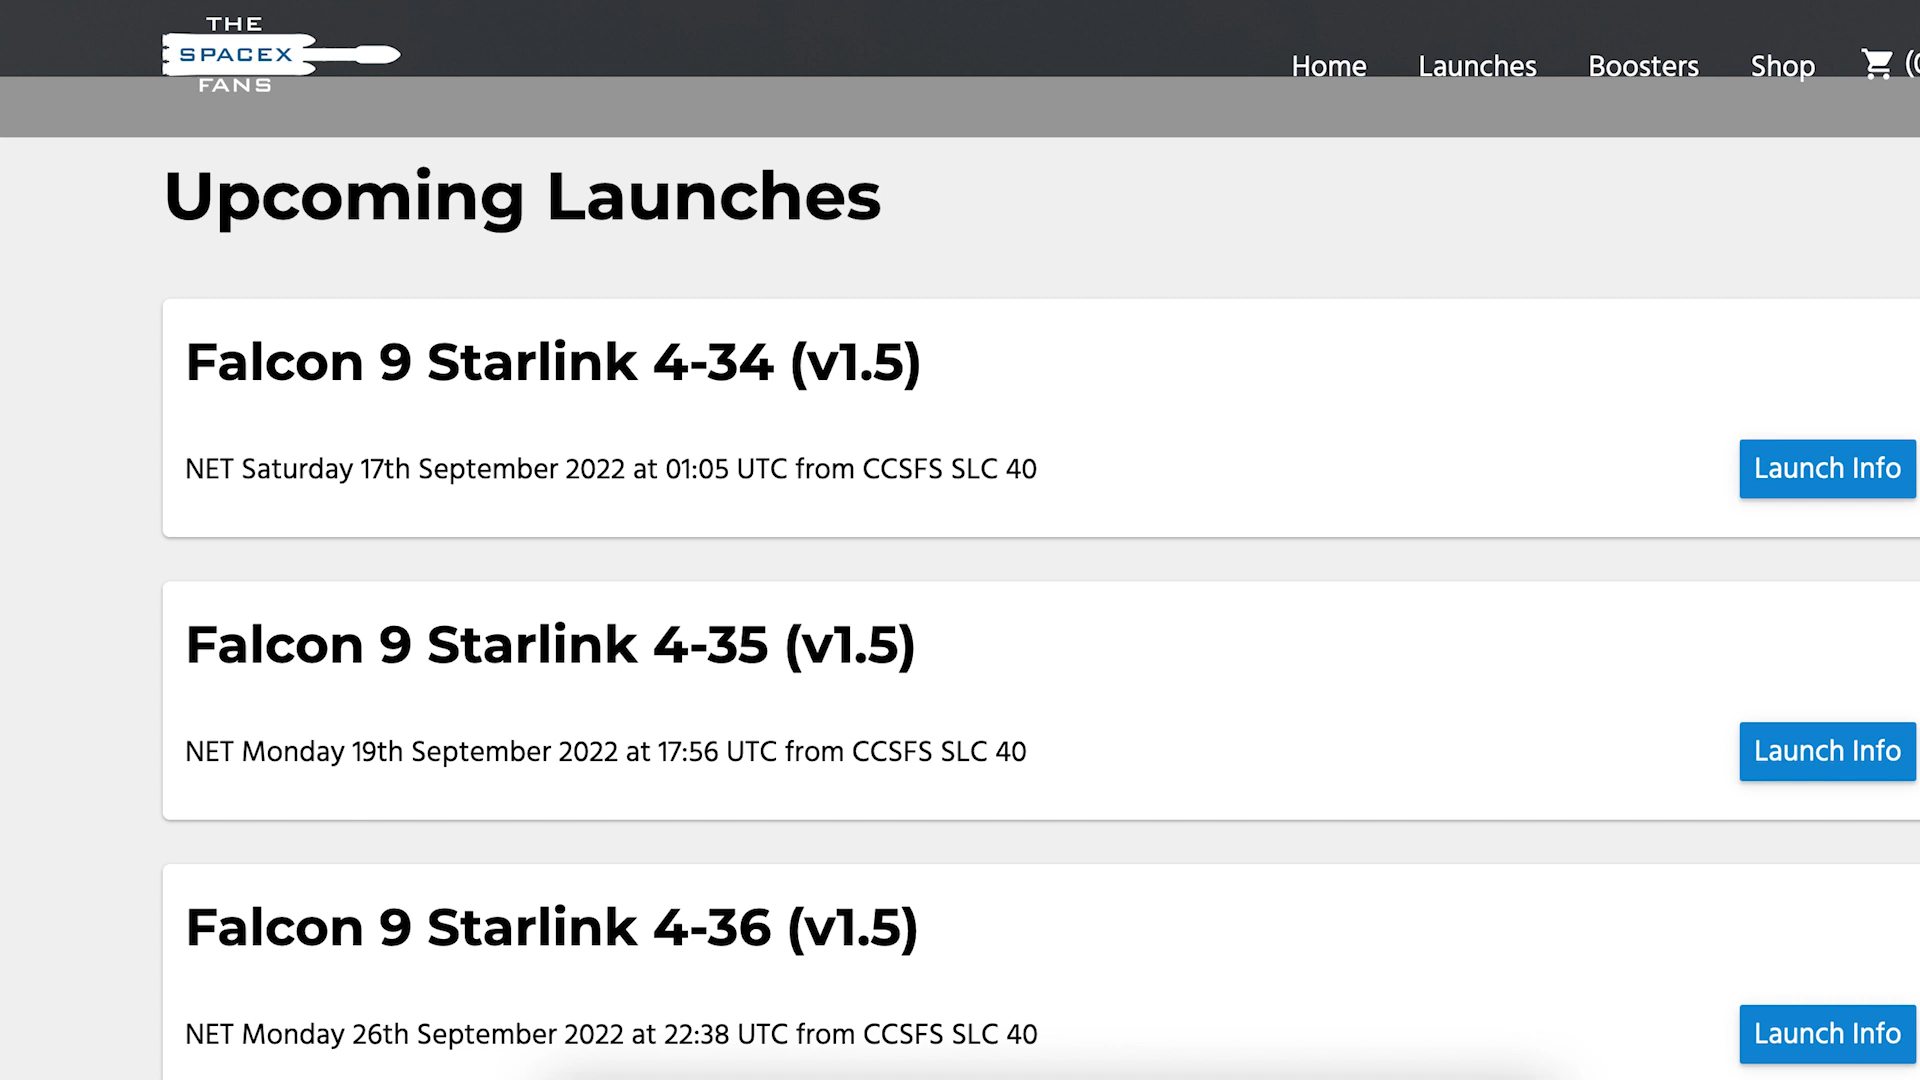 THE
SPACEX
FANS
Home Launches Boosters Shop
Upcoming Launches
Falcon 9 Starlink 4-34 (v1.5)
NET Saturday 17th September 2022 at 01:05 UTC from CCSFS SLC 40
Launch Info
Falcon 9 Starlink 4-35 (v1.5)
NET Monday 19th September 2022 at 17:56 UTC from CCSFS SLC 40
Launch Info
Falcon 9 Starlink 4-36 (v1.5)
NET Monday 26th September 2022 at 22:38 UTC from CCSFS SLC 40
Launch Info